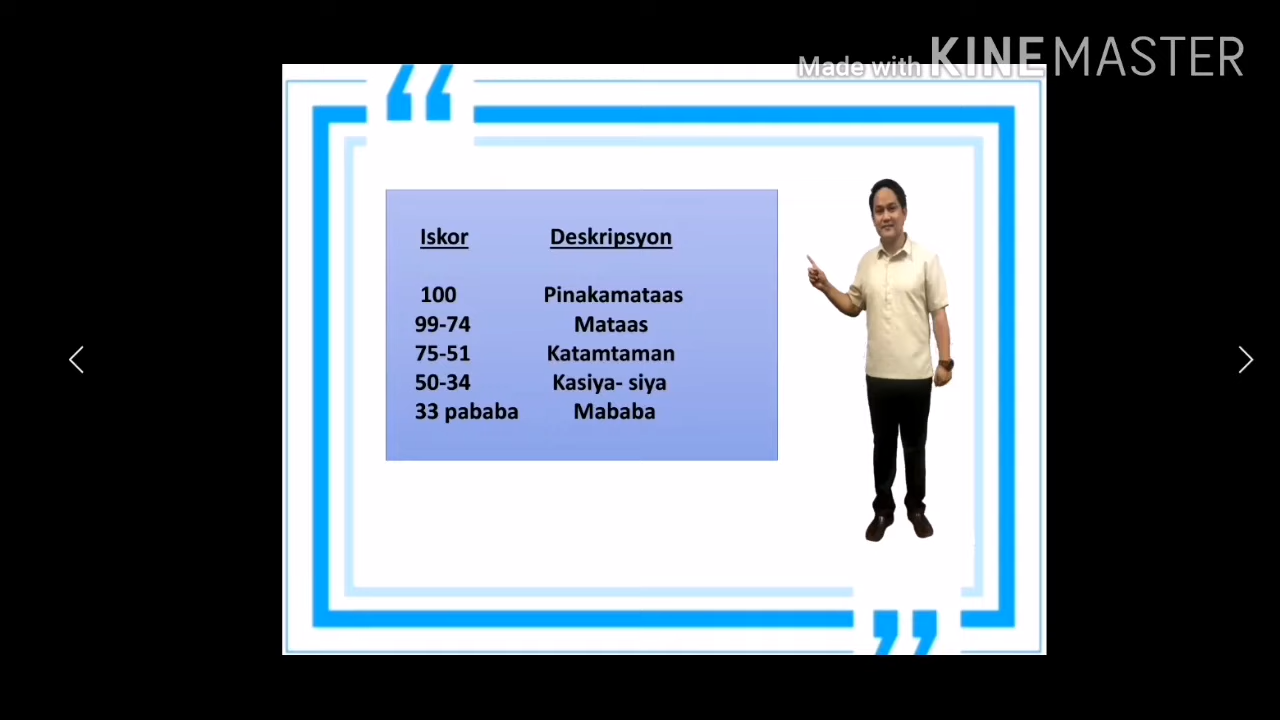 Made with KINEMASTER
Iskor Deskripsyon
100 Pinakamataas
99-74 Mataas
75-51 Katamtaman
50-34 Kasiya- siya
33 pababa Mababa